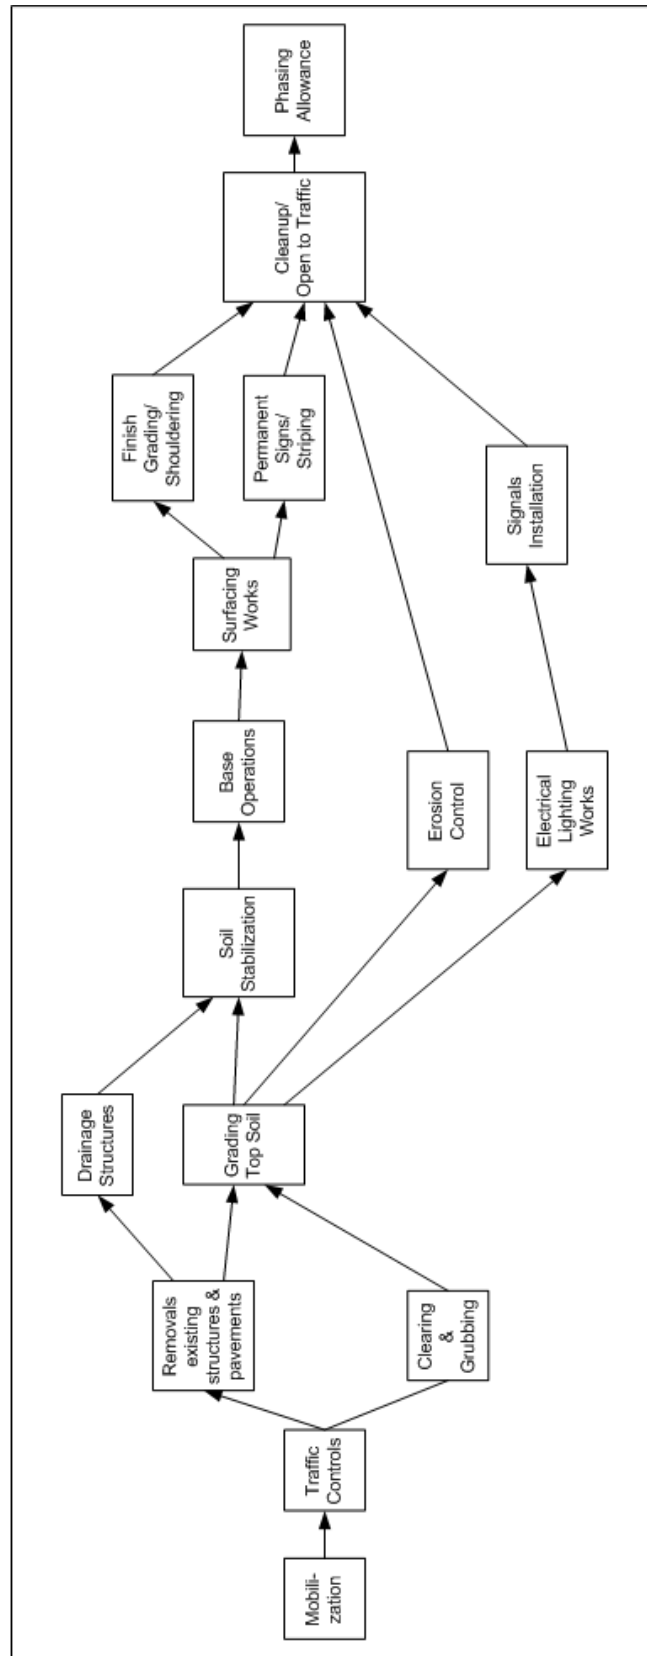 Mobili-
zation
Traffic
Controls
Removals
existing
structures &
pavements
Clearing
&
Grubbing
Drainage
Structures
Grading
Top Soil
Soil
Stabilization
Base
Operations
Erosion
Control
Electrical
Lighting
Works
Surfacing
Works
Finish
Grading/
Shouldering
Permanent
Signs/
Striping
Signals
Installation
Cleanup/
Open to Traffic
Phasing
Allowance